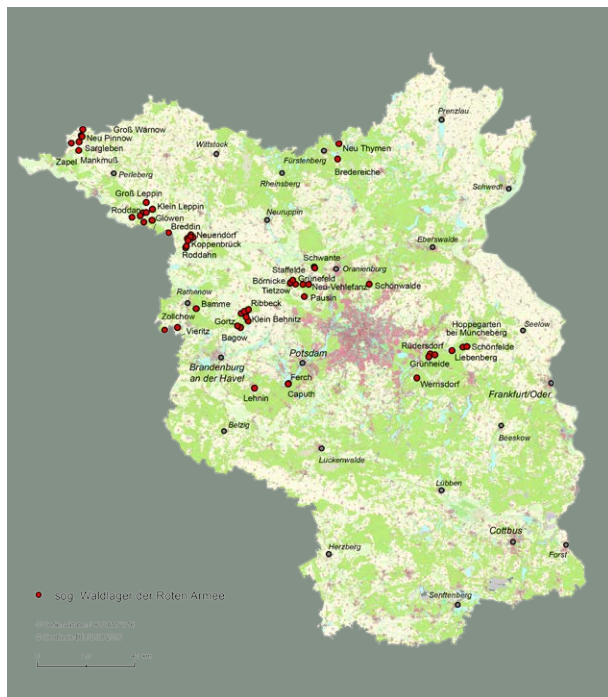 Prenzlau
Groß Warnow
Neu Pinnow
Sargleben
Zapel Mankmuß
Perleberg
Wittstock
Neu Thymen
Fürstenberg
Bredereiche
Rheinsberg
Schwedt
Groß Leppin
Klein Leppin
Roddan
Glöwen
Breddin
Neuruppin
Neuendorf
Koppenbrück
Roddahn
Eberswalde
Schwante
Staffelde
Oranienburg
Börnicke Grünefeld
Tietzow Neu-Vehlefanz
Schönwalde
Pausin
Rathenow
Bamme
Ribbeck
Zollchow
Görtz Klein Behnitz
Vieritz
Bagow
Hoppegarten
bei Müncheberg
Seelow
Rüdersdorf
Schönfelde
Liebenberg
Grünheide
Potsdam
Brandenburg
an der Havel
Ferch
Caputh
Lehnin
Wernsdorf
Frankfurt/Oder
Belzig
Beeskow
Luckenwalde
Lübben
Cottbus
Forst
Herzberg
Senftenberg
sog. Waldlager der Roten Armee
0